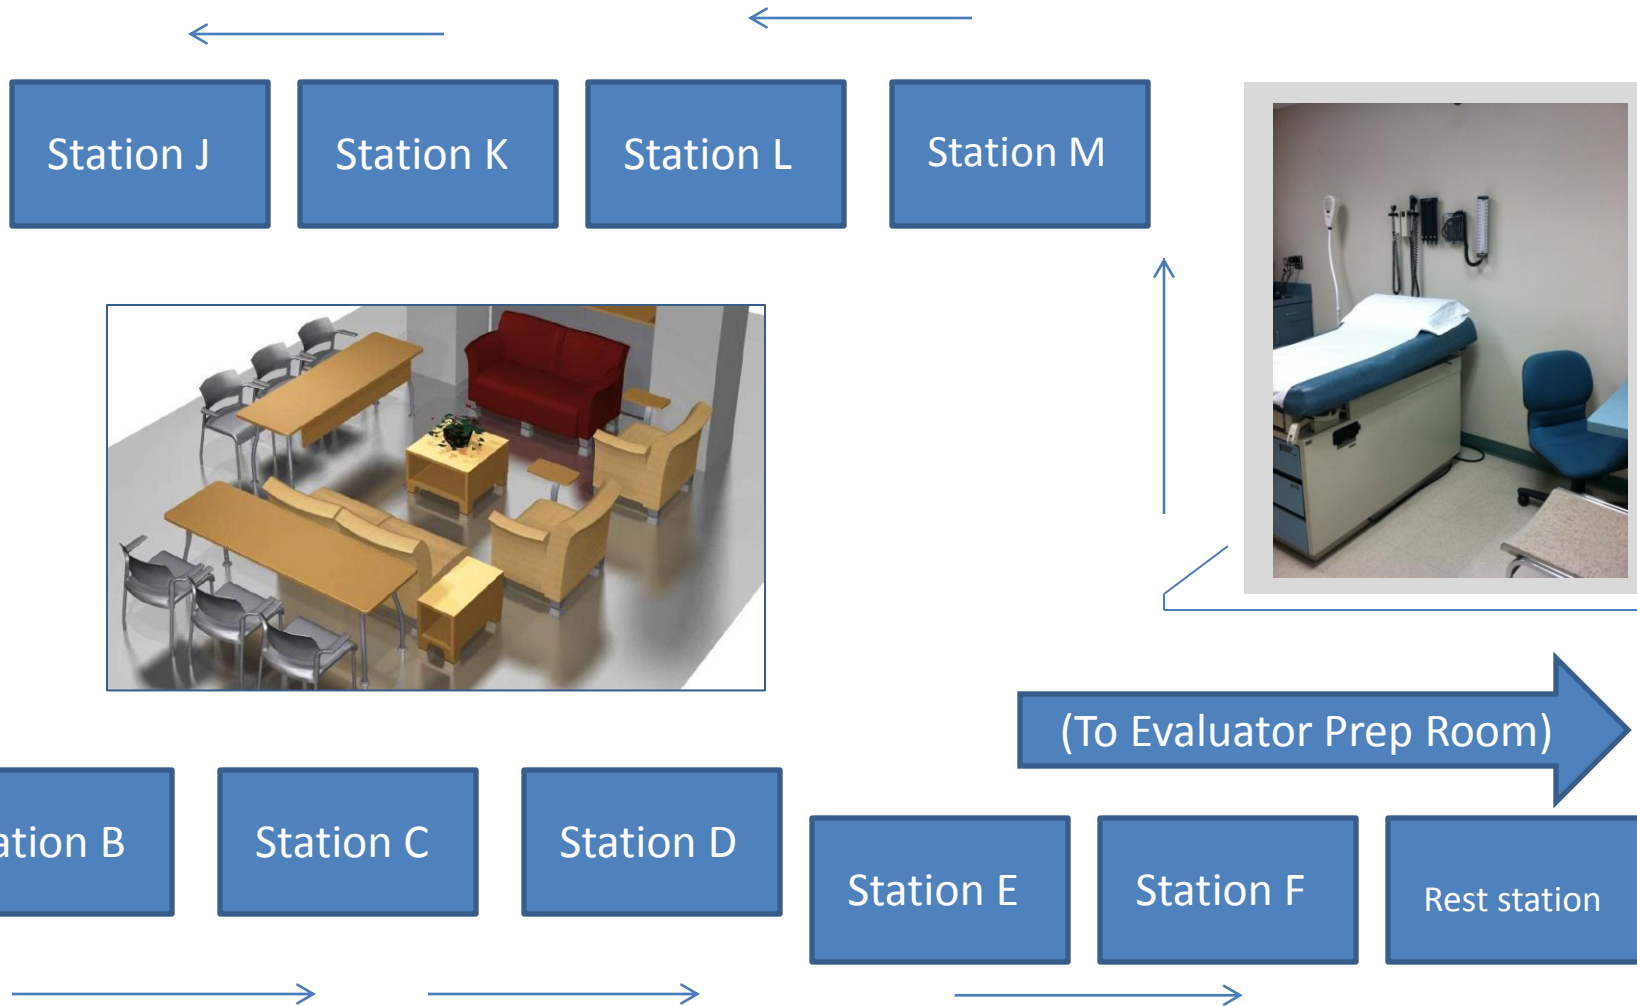 Station J
Station K
Station L
Station M
(To Evaluator Prep Room)
ation B
Station C
Station D
Station E
Station F
Rest station